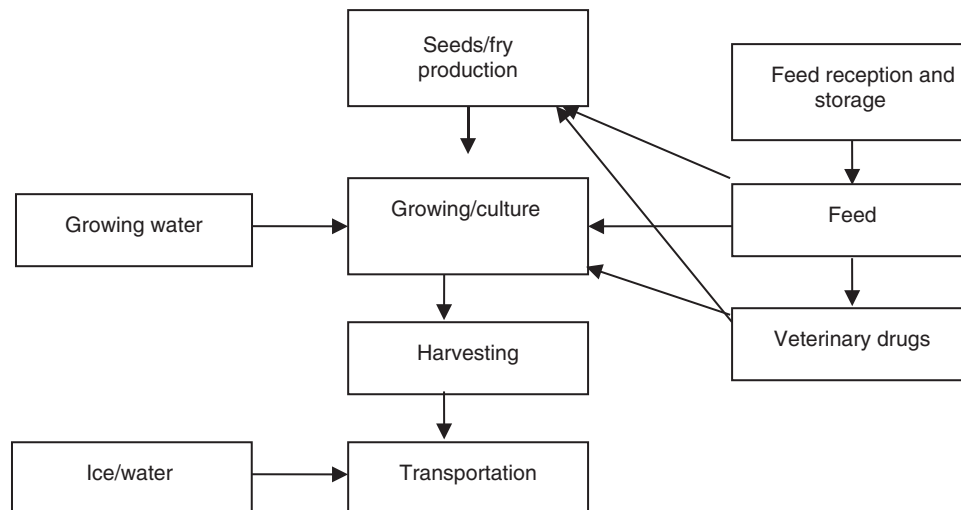 Seeds/fry
production
Feed reception and
storage
Growing water
Growing/culture
Feed
Harvesting
Veterinary drugs
Ice/water
Transportation